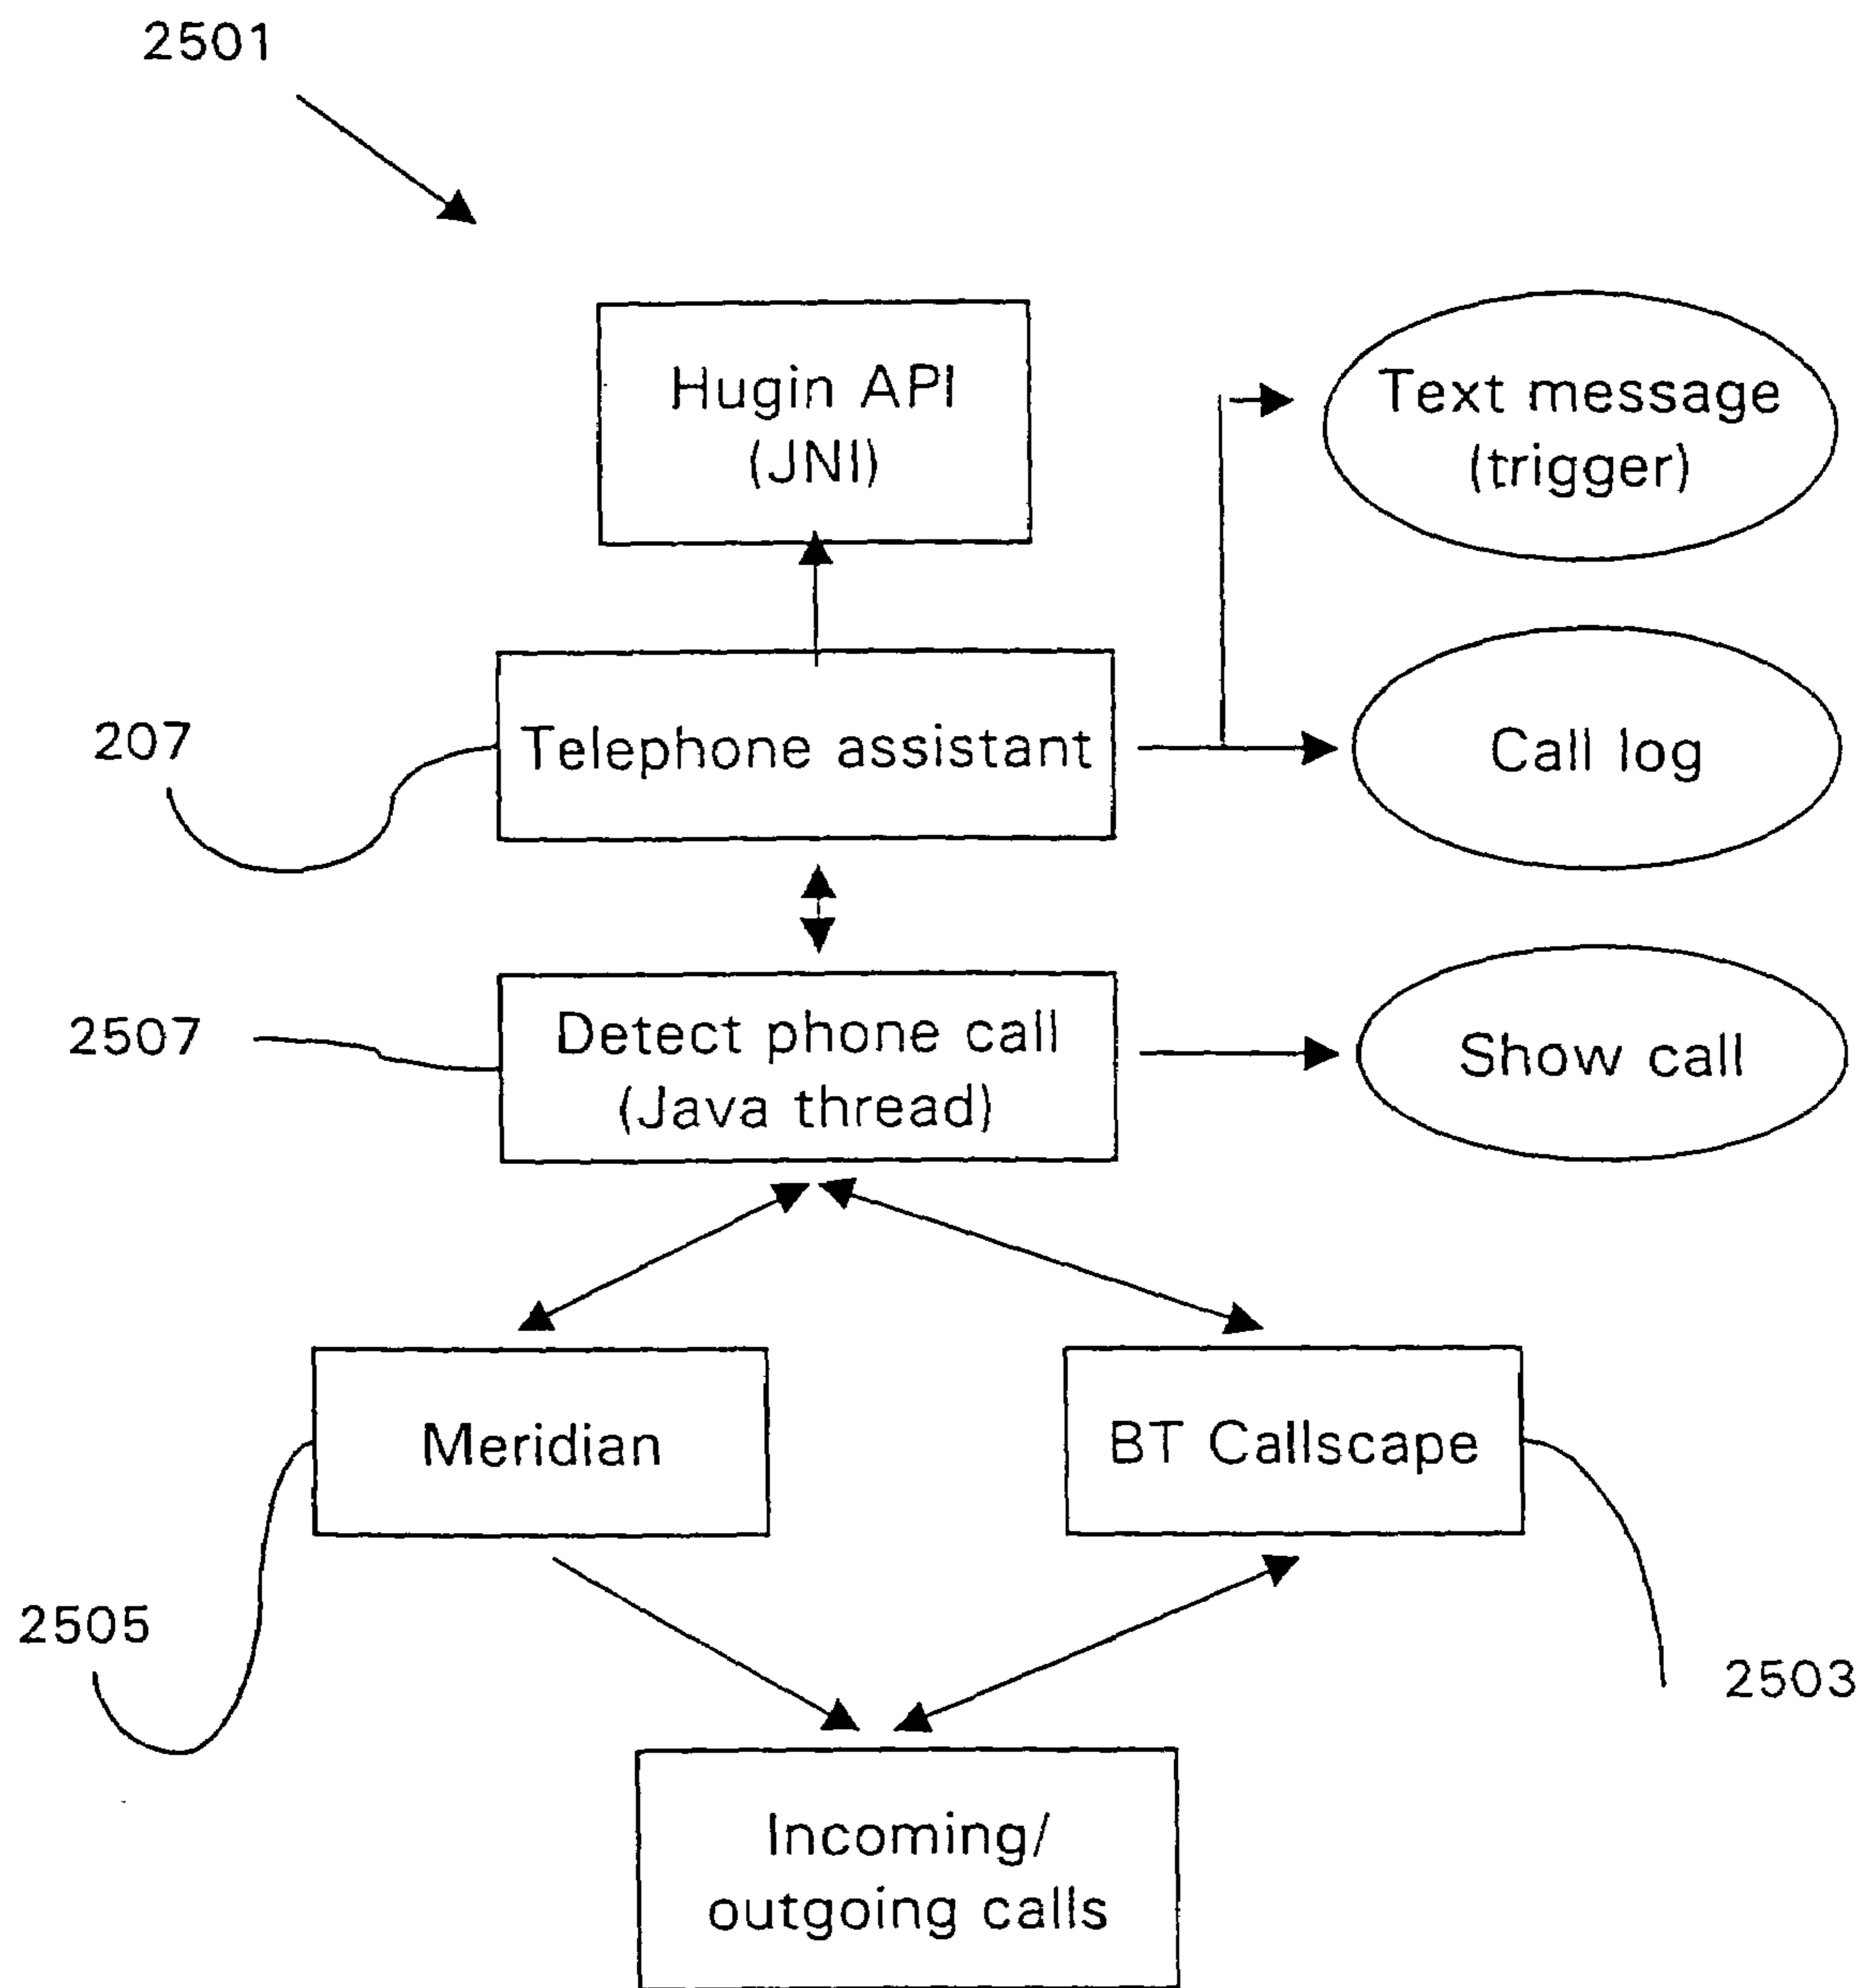 2501
Hugin API
(JNI)
Text message
(trigger)
207
Telephone assistant
Call log
2507
Detect phone call
(Java thread)
Show call
Meridian
BT Callscape
2505
2503
Incoming/
outgoing calls